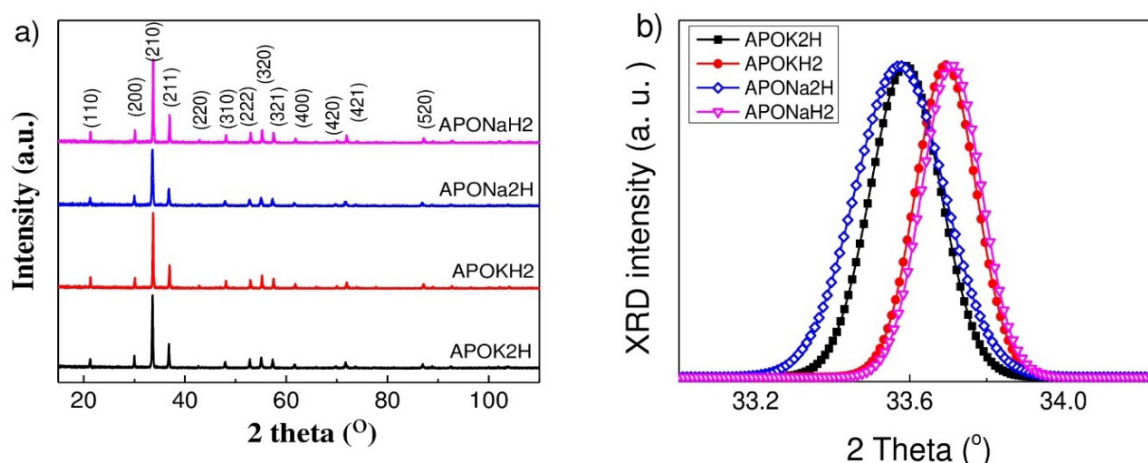 a)
(110)
(200)
(210)
(211)
(220)
(310)
(222)
(320)
(321)
(400)
(420)
(421)
(520)
APONaH2
APONa2H
APOKH2
APOK2H
Intensity (a.u.)
20 40 60 80 100
2 theta (O)
b)
APOK2H
APOKH2
APONa2H
APONaH2
XRD intensity (a. u.)
33.2 33.6 34.0
2 Theta (o)